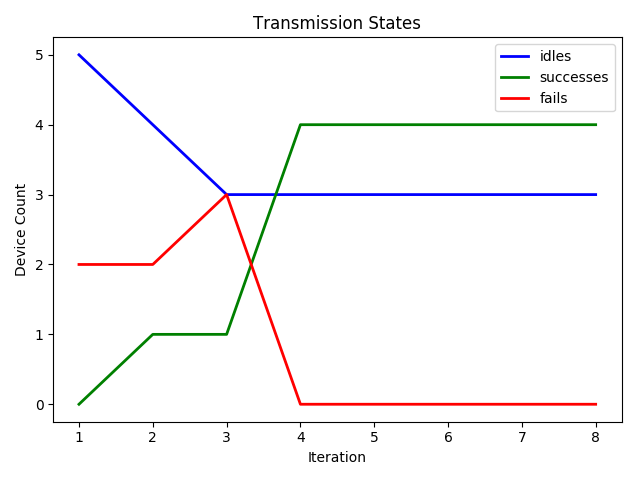 Transmission States
idles
successes
fails
Device Count
5
4
3
2
1
0
1 2 3 4 5 6 7 8
Iteration